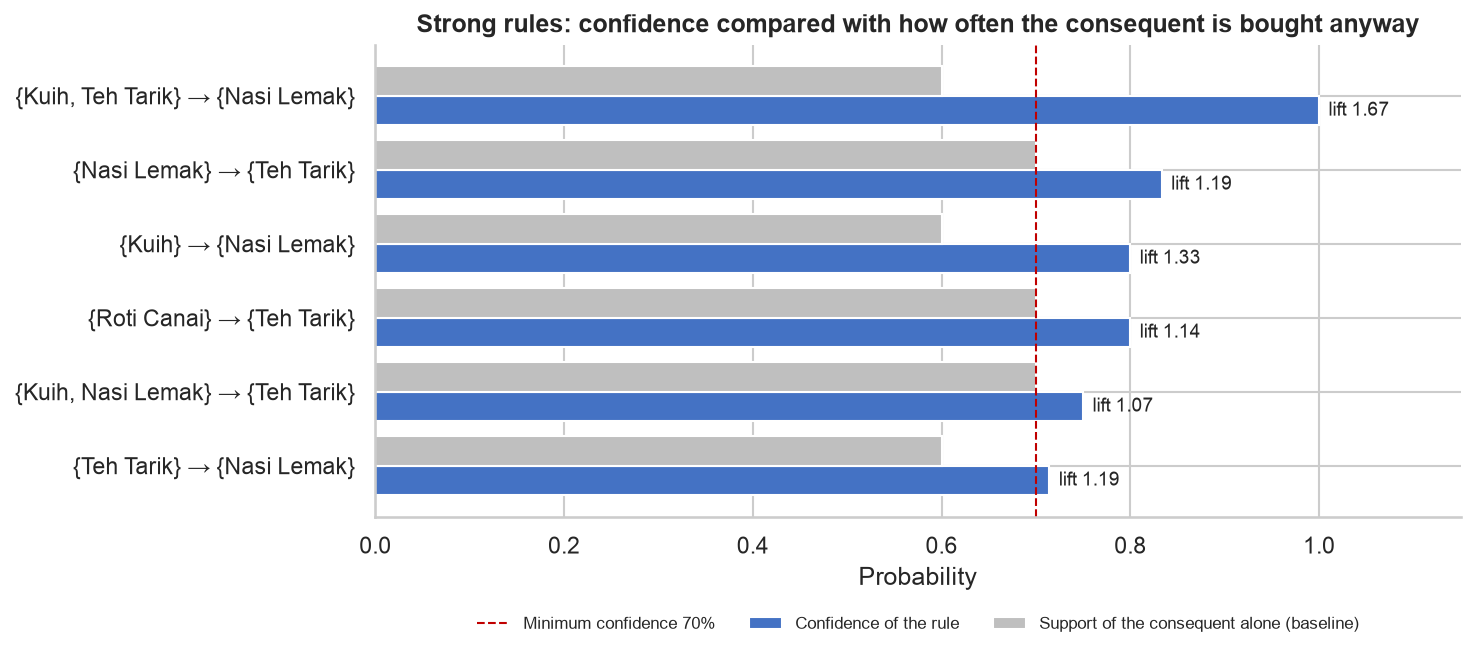 Strong rules: confidence compared with how often the consequent is bought anyway
{Kuih, Teh Tarik} → {Nasi Lemak}
lift 1.67
{Nasi Lemak} → {Teh Tarik}
lift 1.19
{Kuih} → {Nasi Lemak}
lift 1.33
{Roti Canai} → {Teh Tarik}
lift 1.14
{Kuih, Nasi Lemak} → {Teh Tarik}
lift 1.07
{Teh Tarik} → {Nasi Lemak}
lift 1.19
0.0 0.2 0.4 0.6 0.8 1.0
Probability
Minimum confidence 70% Confidence of the rule Support of the consequent alone (baseline)